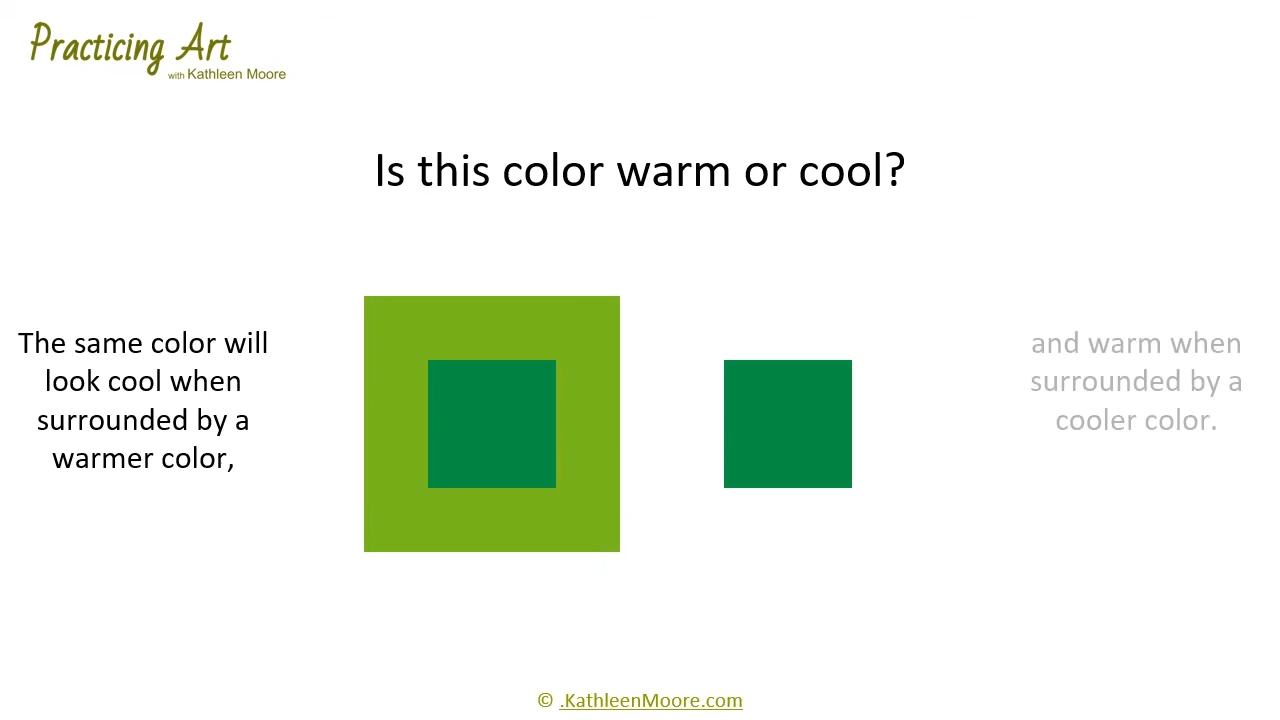 Practicing Art
with Kathleen Moore
Is this color warm or cool?
The same color will
look cool when
surrounded by a
warmer color,
and warm when
surrounded by a
cooler color.
© .KathleenMoore.com